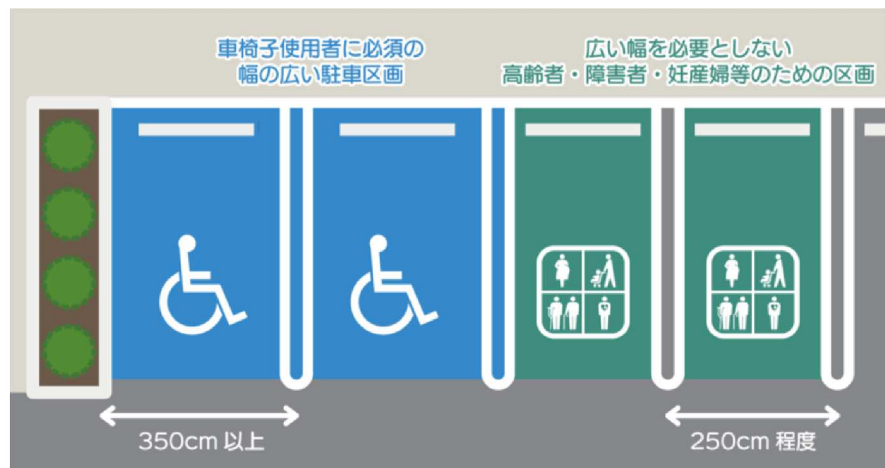 車椅子使用者に必須の
幅の広い駐車区画
広い幅を必要としない
高齢者・障害者・妊産婦等のための区画
350cm 以上
250cm 程度